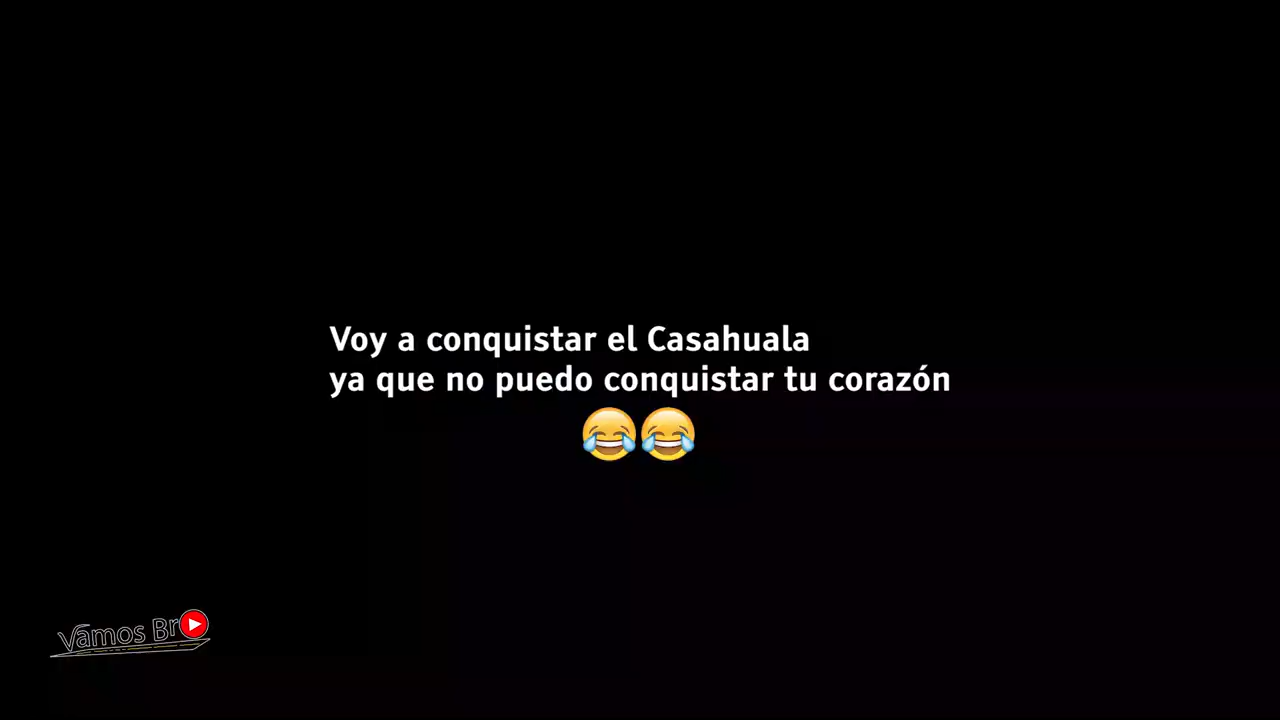 Voy a conquistar el Casahuala
ya que no puedo conquistar tu corazón
😂😂
Vamos Bro